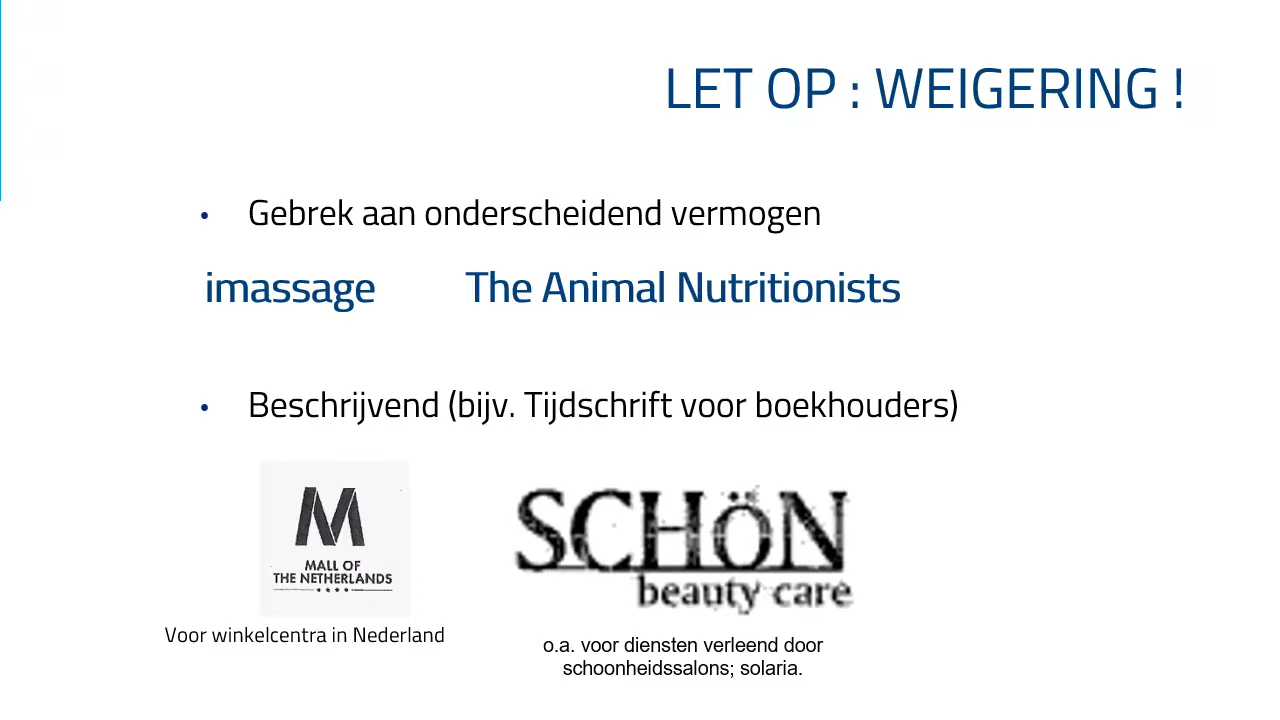 LET OP : WEIGERING !
• Gebrek aan onderscheidend vermogen
imassage The Animal Nutritionists
• Beschrijvend (bijv. Tijdschrift voor boekhouders)
M
MALL OF
THE NETHERLANDS
Voor winkelcentra in Nederland
SCHÖN
beauty care
o.a. voor diensten verleend door
schoonheidssalons; solaria.